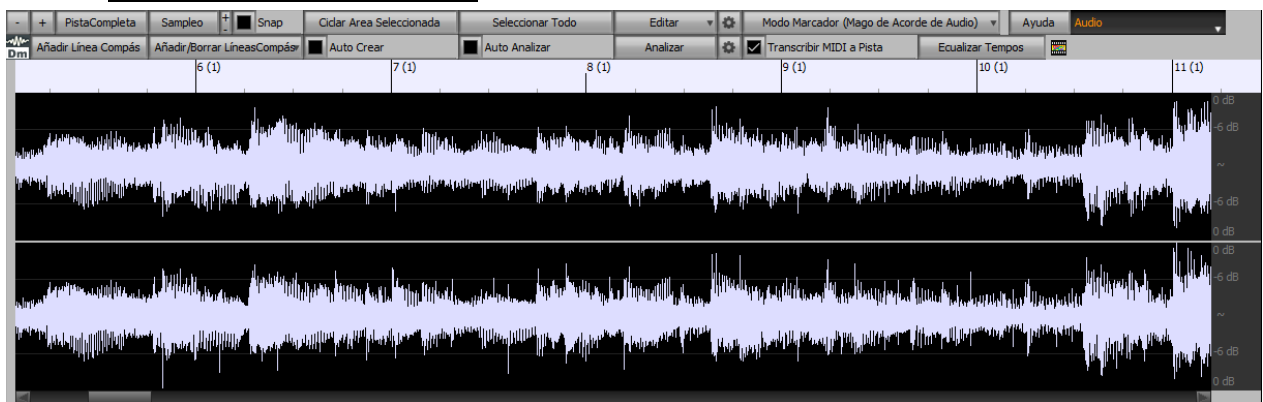 - + PistaCompleta Sampleo + - Snap Ciclar Area Seleccionada Seleccionar Todo Editar Modo Marcador (Mago de Acorde de Audio) Ayuda Audio
Dm Añadir Línea Compás Añadir/Borrar LíneasCompás Auto Crear Auto Analizar Analizar Transcribir MIDI a Pista Ecualizar Tempos
6 (1) 7 (1) 8 (1) 9 (1) 10 (1) 11 (1)
0 dB
-6 dB
~
-6 dB
0 dB
0 dB
-6 dB
~
-6 dB
0 dB